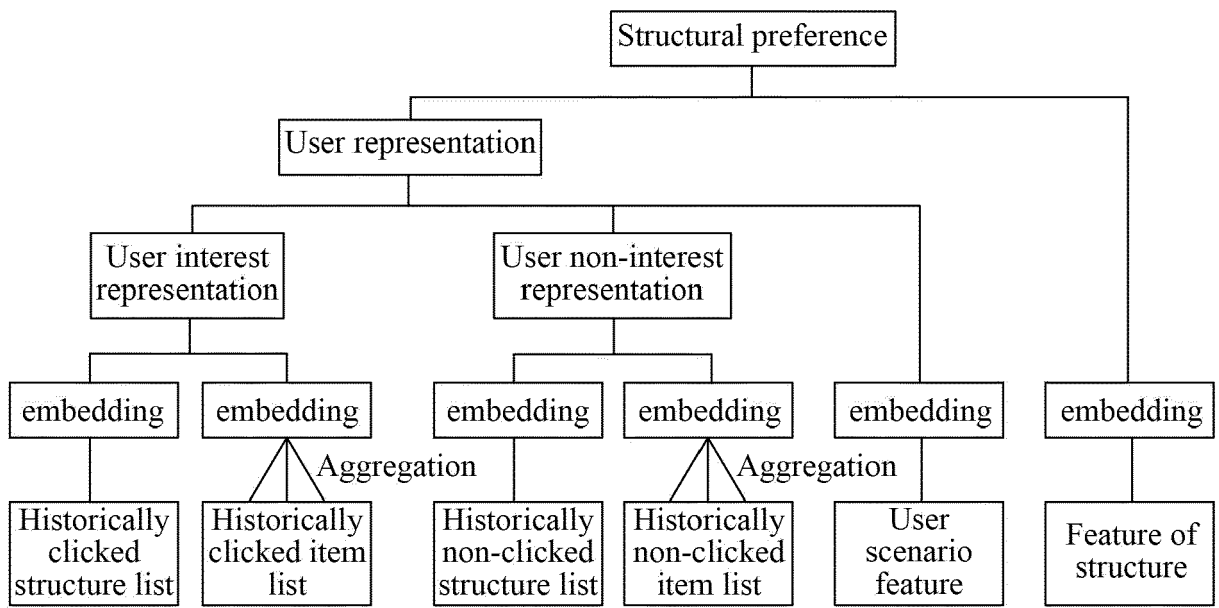 Structural preference
User representation
User interest
representation
User non-interest
representation
embedding
embedding
embedding
embedding
embedding
embedding
Aggregation
Aggregation
Historically
clicked
structure list
Historically
clicked item
list
Historically
non-clicked
structure list
Historically
non-clicked
item list
User
scenario
feature
Feature of
structure